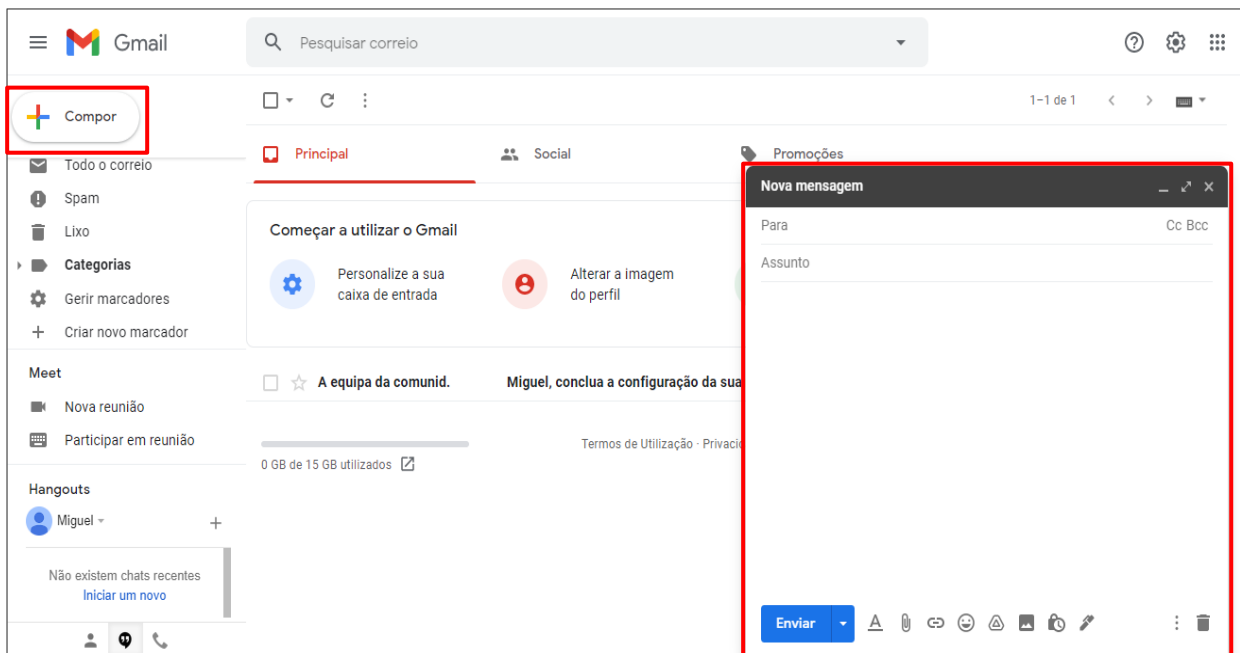 Gmail
Pesquisar correio
Compor
1–1 de 1
Principal
Social
Promoções
Todo o correio
Spam
Lixo
Categorias
Gerir marcadores
Criar novo marcador
Meet
Nova reunião
Participar em reunião
Hangouts
Miguel
Não existem chats recentes
Iniciar um novo
Começar a utilizar o Gmail
Personalize a sua
caixa de entrada
Alterar a imagem
do perfil
A equipa da comunid. Miguel, conclua a configuração da sua
0 GB de 15 GB utilizados
Termos de Utilização ·
Nova mensagem
Para Cc Bcc
Assunto
Enviar